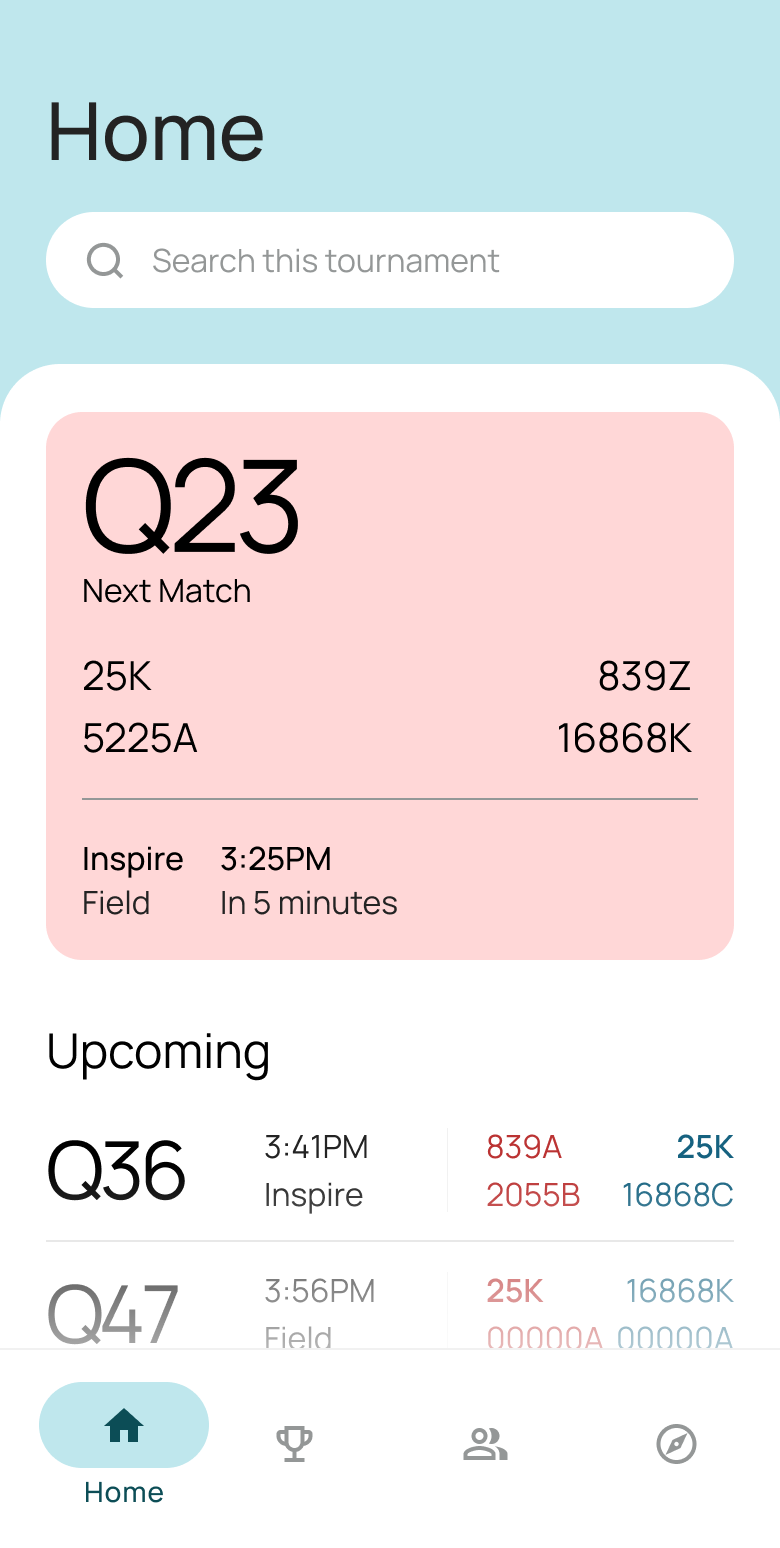 Home
Search this tournament
Q23
Next Match
25K 839Z
5225A 16868K
Inspire 3:25PM
Field In 5 minutes
Upcoming
Q36 3:41PM 839A 25K
Inspire 2055B 16868C
Q47 3:56PM 25K 16868K
Field 00000A 00000A
Home